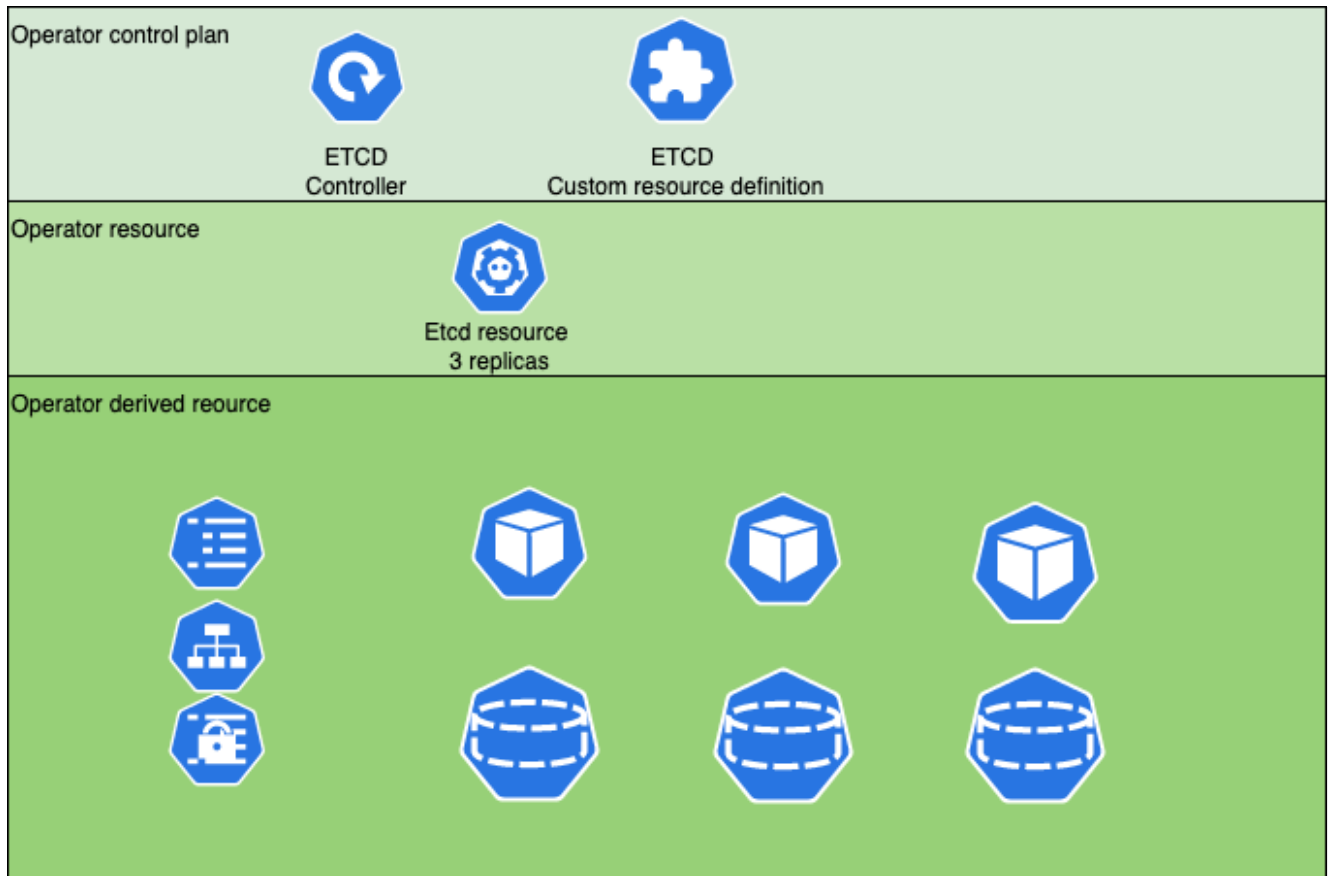 Operator control plan
ETCD
Controller
ETCD
Custom resource definition
Operator resource
Etcd resource
3 replicas
Operator derived reource